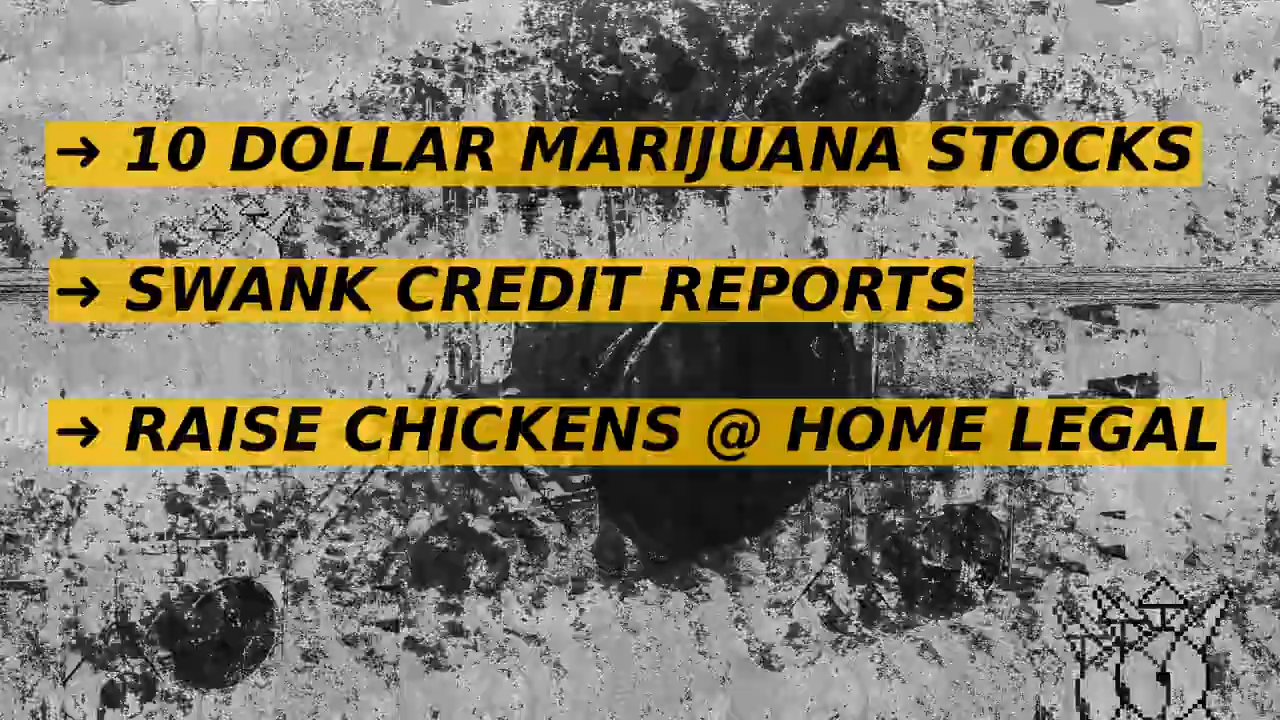 → 10 DOLLAR MARIJUANA STOCKS
→ SWANK CREDIT REPORTS
→ RAISE CHICKENS @ HOME LEGAL